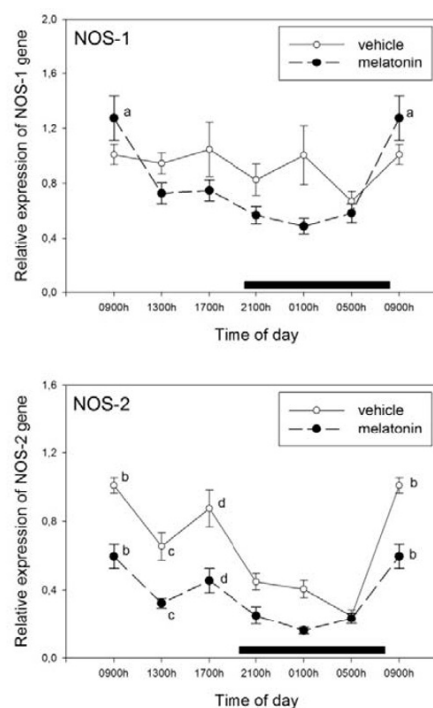 2,0
NOS-1
vehicle
melatonin
Relative expression of NOS-1 gene
1,6
1,2
0,8
0,4
0,0
a
a
0900h 1300h 1700h 2100h 0100h 0500h 0900h
Time of day
1,6
NOS-2
vehicle
melatonin
Relative expression of NOS-2 gene
1,2
0,8
0,4
0,0
b
b
c
c
d
d
b
b
0900h 1300h 1700h 2100h 0100h 0500h 0900h
Time of day